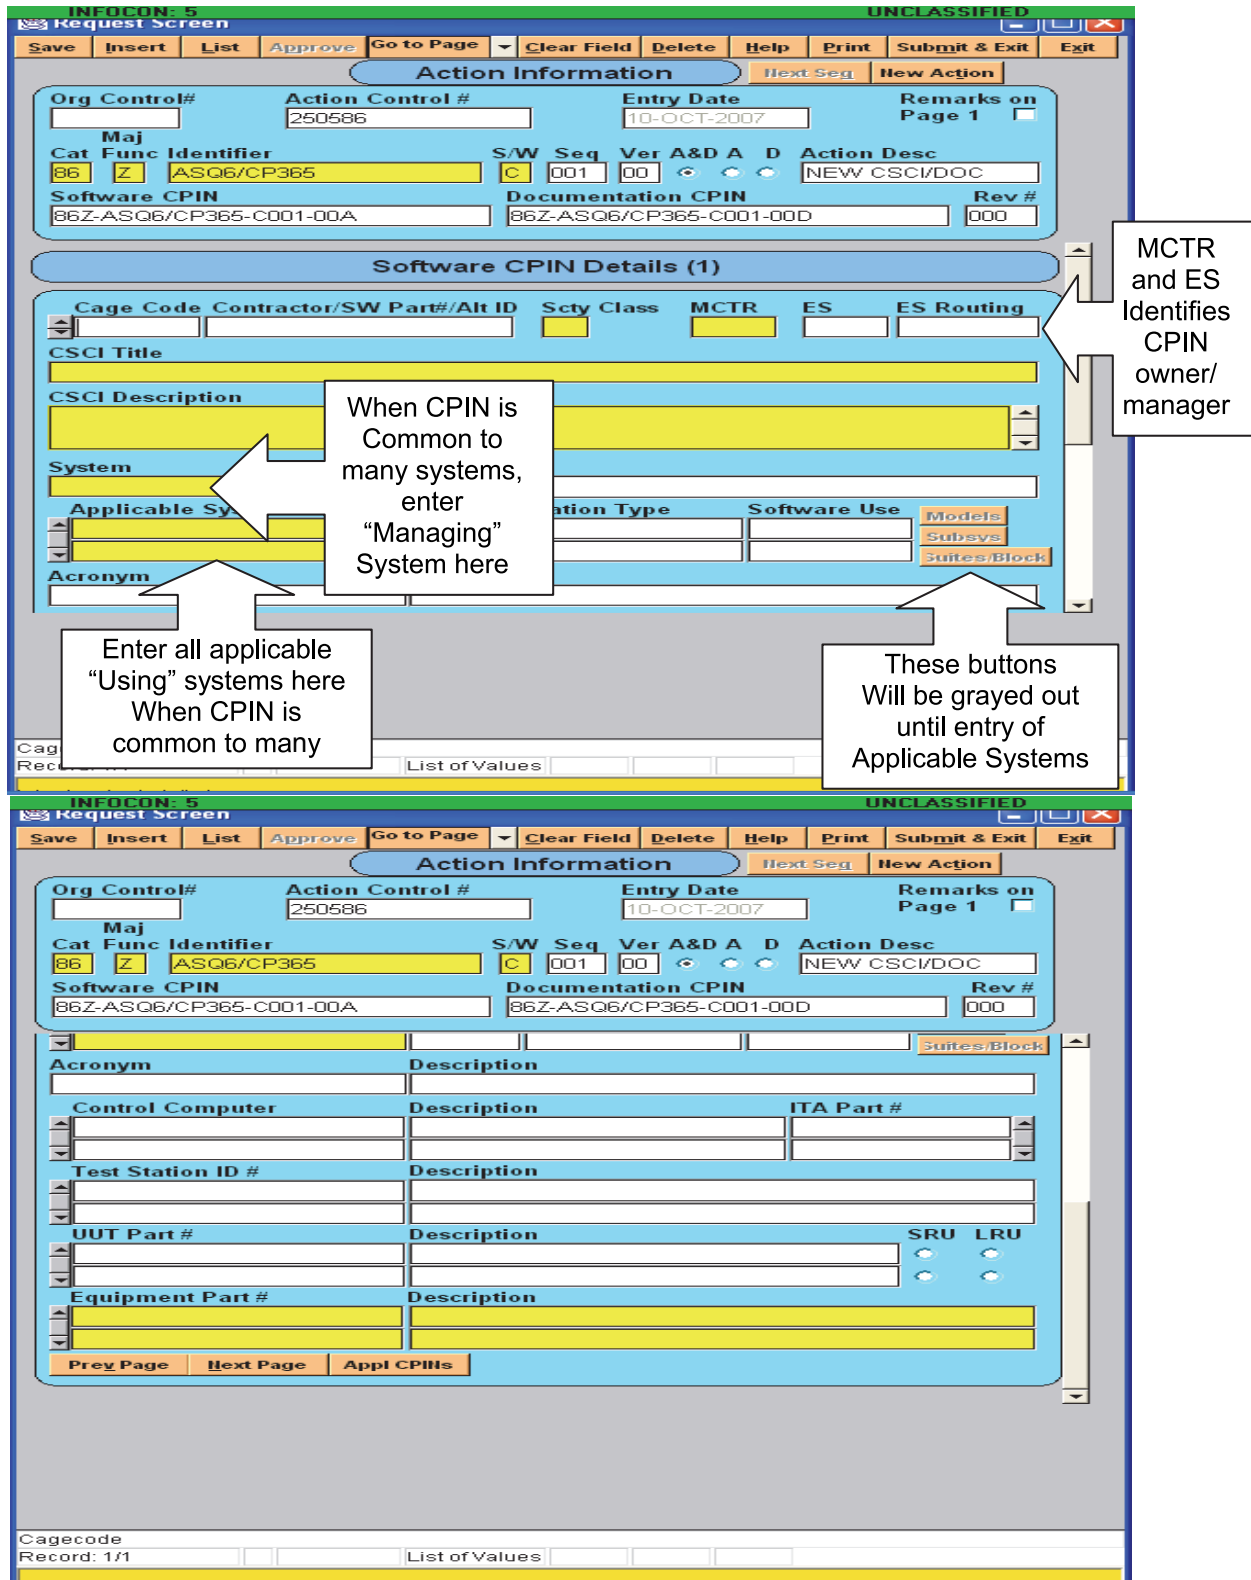 INFOCON: 5 UNCLASSIFIED
Request Screen
Save Insert List Approve Go to Page Clear Field Delete Help Print Submit & Exit Exit
Action Information Next Seq New Action
Org Control# Action Control # Entry Date Remarks on
Page 1
250586 10-OCT-2007
Maj
Cat Func Identifier S/W Seq Ver A&D A D Action Desc
86 Z ASQ6/CP365 C 001 00 NEW CSCI/DOC
Software CPIN Documentation CPIN Rev #
86Z-ASQ6/CP365-C001-00A 86Z-ASQ6/CP365-C001-00D 000
Software CPIN Details (1)
Cage Code Contractor/SW Part#/Alt ID Scty Class MCTR ES ES Routing
MCTR
and ES
Identifies
CPIN
owner/
manager
CSCI Title
CSCI Description
When CPIN is
Common to
many systems,
enter
“Managing”
System here
System
Applicable Sy ation Type Software Use
Models
Subsys
Suites/Block
Acronym
Enter all applicable
“Using” systems here
When CPIN is
common to many
These buttons
Will be grayed out
until entry of
Applicable Systems
Cag
Rec List of Values
INFOCON: 5 UNCLASSIFIED
Request Screen
Save Insert List Approve Go to Page Clear Field Delete Help Print Submit & Exit Exit
Action Information Next Seq New Action
Org Control# Action Control # Entry Date Remarks on
Page 1
250586 10-OCT-2007
Maj
Cat Func Identifier S/W Seq Ver A&D A D Action Desc
86 Z ASQ6/CP365 C 001 00 NEW CSCI/DOC
Software CPIN Documentation CPIN Rev #
86Z-ASQ6/CP365-C001-00A 86Z-ASQ6/CP365-C001-00D 000
Suites/Block
Acronym Description
Control Computer Description ITA Part #
Test Station ID # Description
UUT Part # Description SRU LRU
Equipment Part # Description
Prev Page Next Page Appl CPINs
Cagecode
Record: 1/1 List of Values